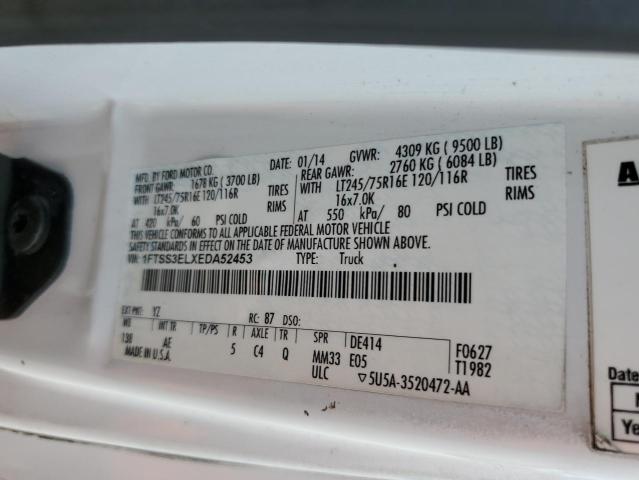 MFD. BY FORD MOTOR CO. DATE: 01/14 GVWR: 4309 KG ( 9500 LB)
FRONT GAWR: 1678 KG ( 3700 LB) REAR GAWR: 2760 KG ( 6084 LB)
WITH LT245/75R16E 120/116R TIRES WITH LT245/75R16E 120/116R TIRES
16x7.0K RIMS 16x7.0K RIMS
AT 420 kPa/ 60 PSI COLD AT 550 kPa/ 80 PSI COLD
THIS VEHICLE CONFORMS TO ALL APPLICABLE FEDERAL MOTOR VEHICLE
SAFETY STANDARDS IN EFFECT ON THE DATE OF MANUFACTURE SHOWN ABOVE.
VIN: 1FTSS3ELXEDA52453 TYPE: Truck
EXT PNT: YZ RC: 87 DSO:
WB INT TR TP/PS R AXLE TR SPR DE414 F0627
138 AE 5 C4 Q MM33 E05 T1982
MADE IN U.S.A. ULC ▽5U5A-3520472-AA
A
Date
Ye